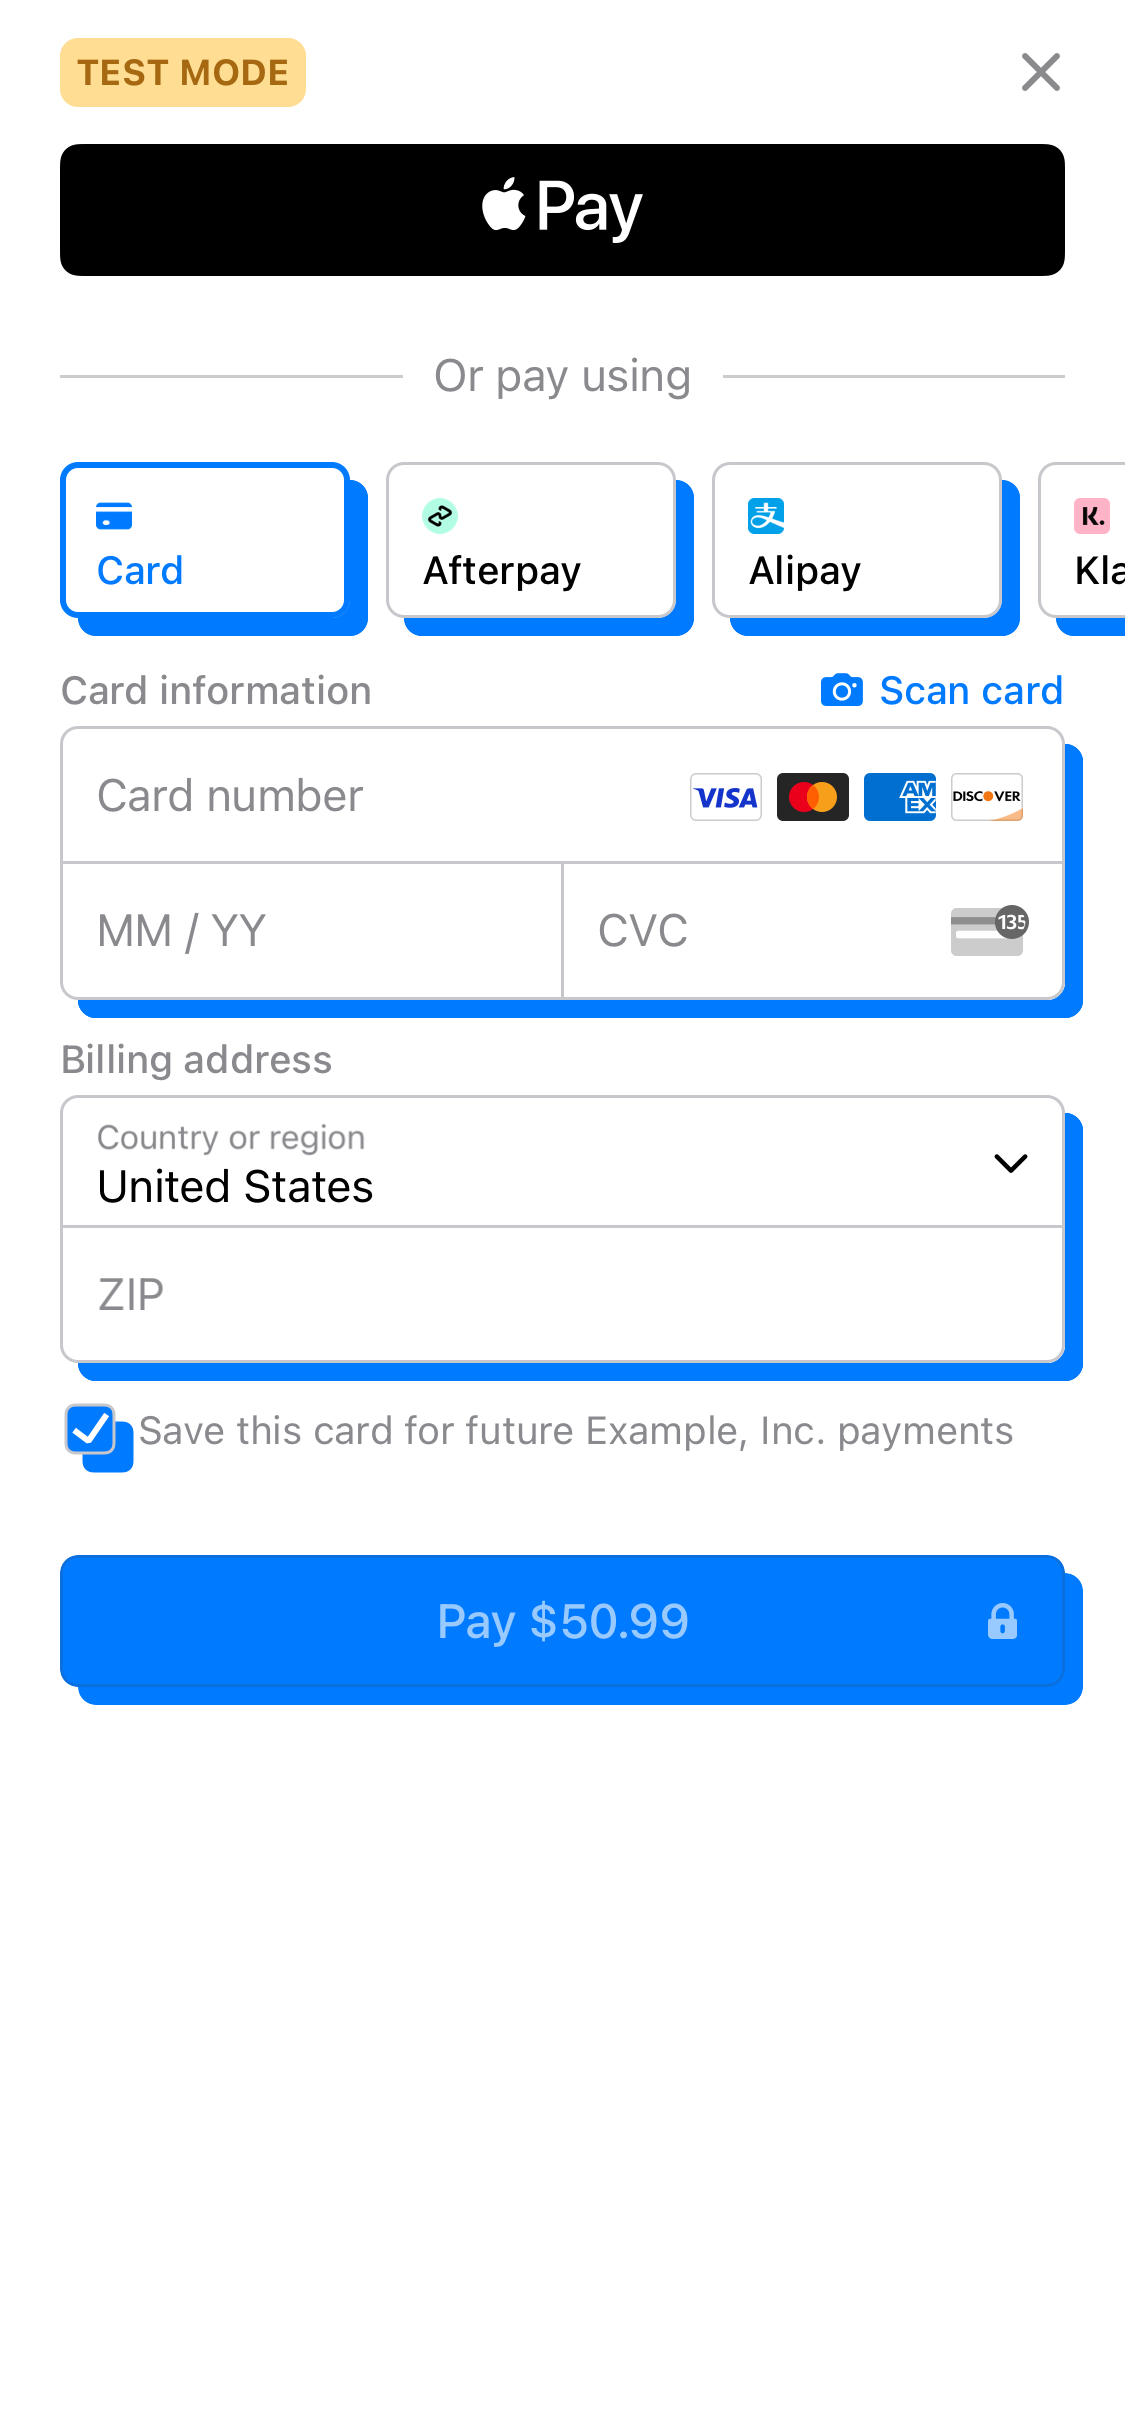 TEST MODE
Pay
Or pay using
Card
Afterpay
支
Alipay
K.
Kla
Card information
Scan card
Card number
VISA
AM
EX
DISCOVER
MM / YY
CVC
135
Billing address
Country or region
United States
ZIP
Save this card for future Example, Inc. payments
Pay $50.99